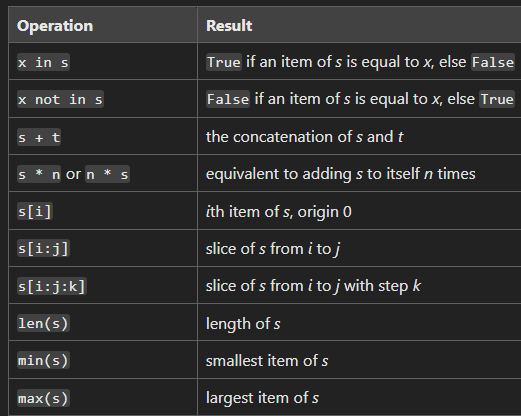 Operation Result
x in s True if an item of s is equal to x, else False
x not in s False if an item of s is equal to x, else True
s + t the concatenation of s and t
s * n or n * s equivalent to adding s to itself n times
s[i] ith item of s, origin 0
s[i:j] slice of s from i to j
s[i:j:k] slice of s from i to j with step k
len(s) length of s
min(s) smallest item of s
max(s) largest item of s